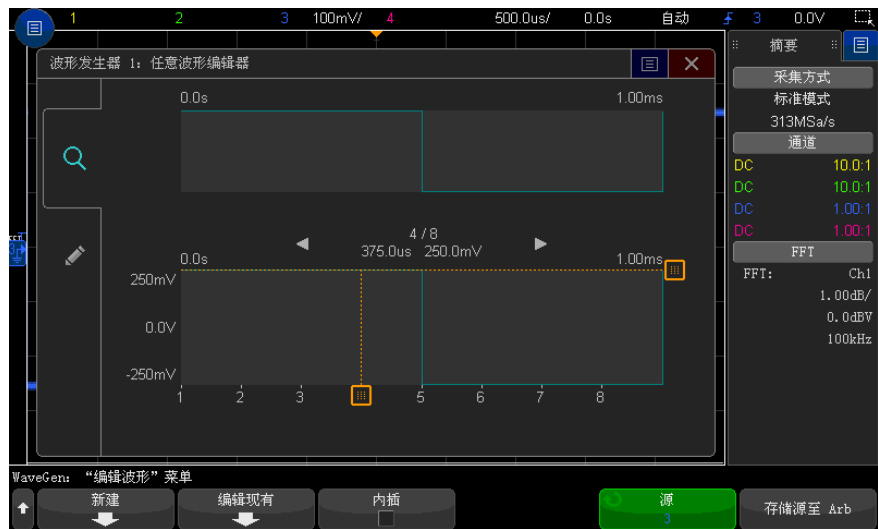 1 2 3 100mV/ 4 500.0us/ 0.0s 自动 3 0.0V
波形发生器 1: 任意波形编辑器
0.0s 1.00ms
4 / 8
375.0us 250.0mV
0.0s 1.00ms
250mV
0.0V
-250mV
1 2 3 5 6 7 8
摘要
采集方式
标准模式
313MSa/s
通道
DC 10.0:1
DC 10.0:1
DC 1.00:1
DC 1.00:1
FFT
FFT: Ch1
1.00dB/
0.0dBV
100kHz
WaveGen: “编辑波形” 菜单
新建 编辑现有 内插 源 存储源至 Arb
3